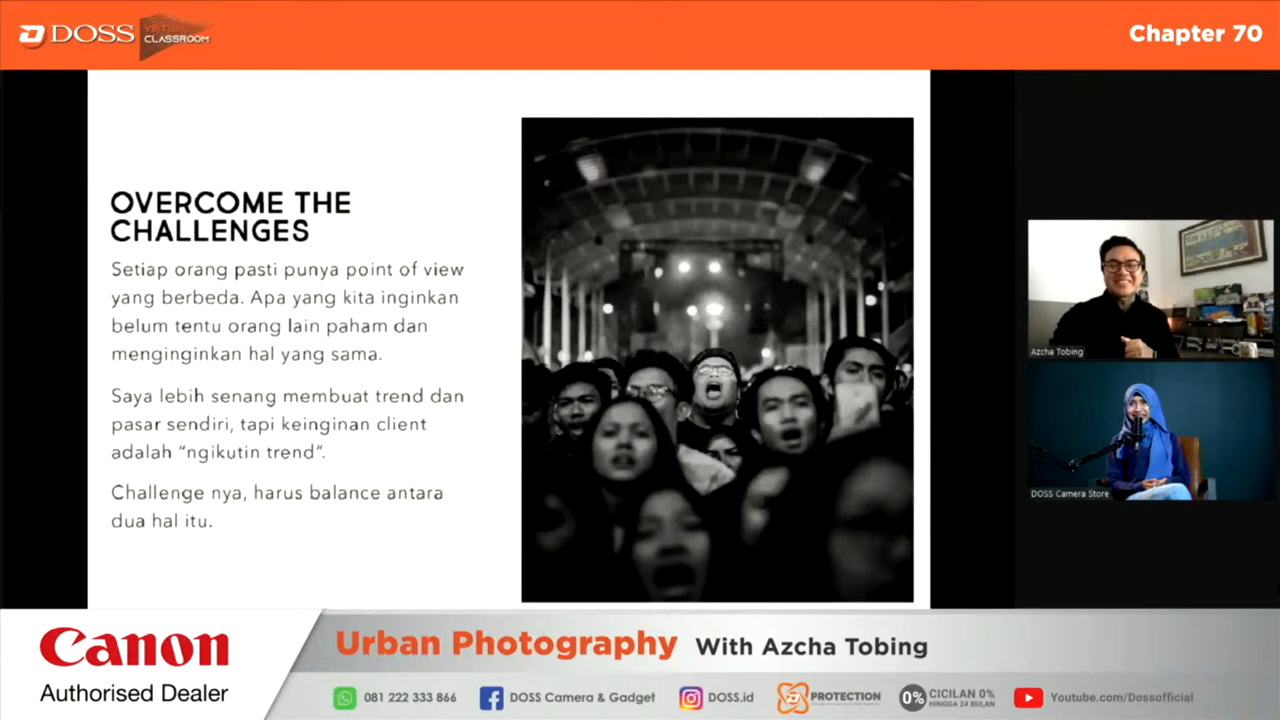 DOSS
VIRTUAL
CLASSROOM
Chapter 70
OVERCOME THE
CHALLENGES
Setiap orang pasti punya point of view
yang berbeda. Apa yang kita inginkan
belum tentu orang lain paham dan
menginginkan hal yang sama.
Saya lebih senang membuat trend dan
pasar sendiri, tapi keinginan client
adalah “ngikutin trend”.
Challenge nya, harus balance antara
dua hal itu.
Azcha Tobing
DOSS Camera Store
Canon
Authorised Dealer
Urban Photography With Azcha Tobing
081 222 333 866
DOSS Camera & Gadget
DOSS.id
PROTECTION
0%
CICILAN 0%
HINGGA 24 BULAN
Youtube.com/Dossofficial